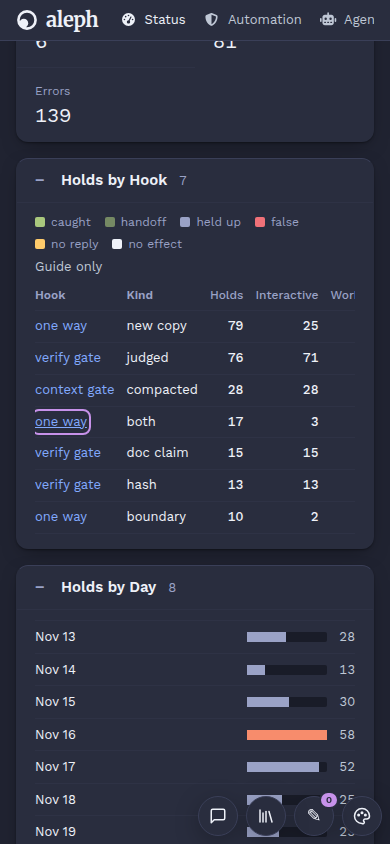 aleph Status Automation Agen
6 81
Errors
139
Holds by Hook 7
caught handoff held up false
no reply no effect
Guide only
Hook Kind Holds Interactive Wor
one way new copy 79 25
verify gate judged 76 71
context gate compacted 28 28
one way both 17 3
verify gate doc claim 15 15
verify gate hash 13 13
one way boundary 10 2
Holds by Day 8
Nov 13 28
Nov 14 13
Nov 15 30
Nov 16 58
Nov 17 52
0
Nov 18
Nov 19